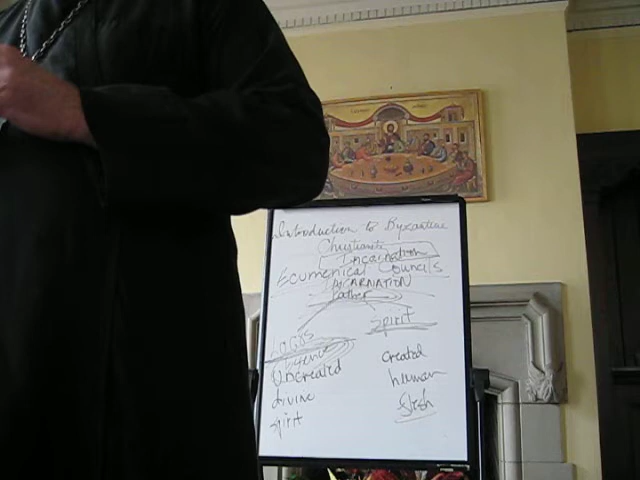 Introduction to Byzantine
Christianity
Incarnation
Ecumenical Councils
INCARNATION
Father
Spirit
LOGOS
Uncreated
created
divine
human
spirit
flesh